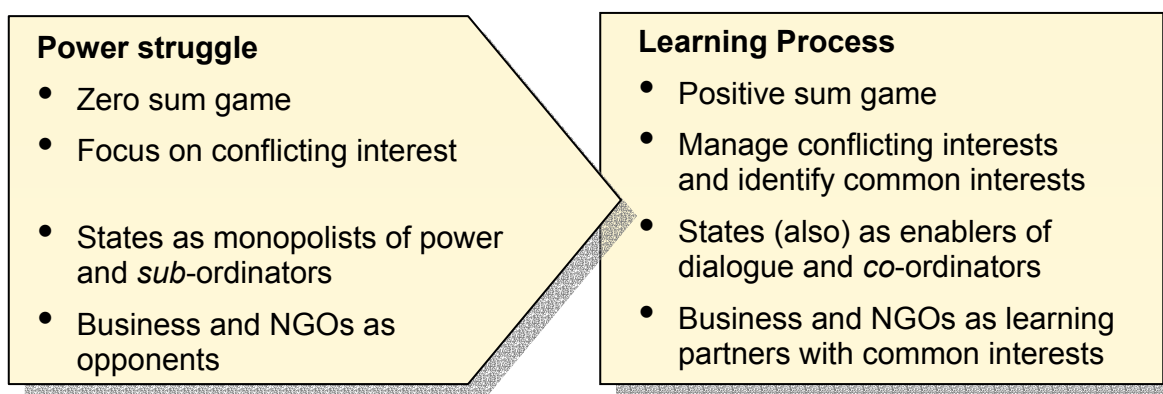 Power struggle
• Zero sum game
• Focus on conflicting interest
• States as monopolists of power
and sub-ordinators
• Business and NGOs as
opponents
Learning Process
• Positive sum game
• Manage conflicting interests
and identify common interests
• States (also) as enablers of
dialogue and co-ordinators
• Business and NGOs as learning
partners with common interests